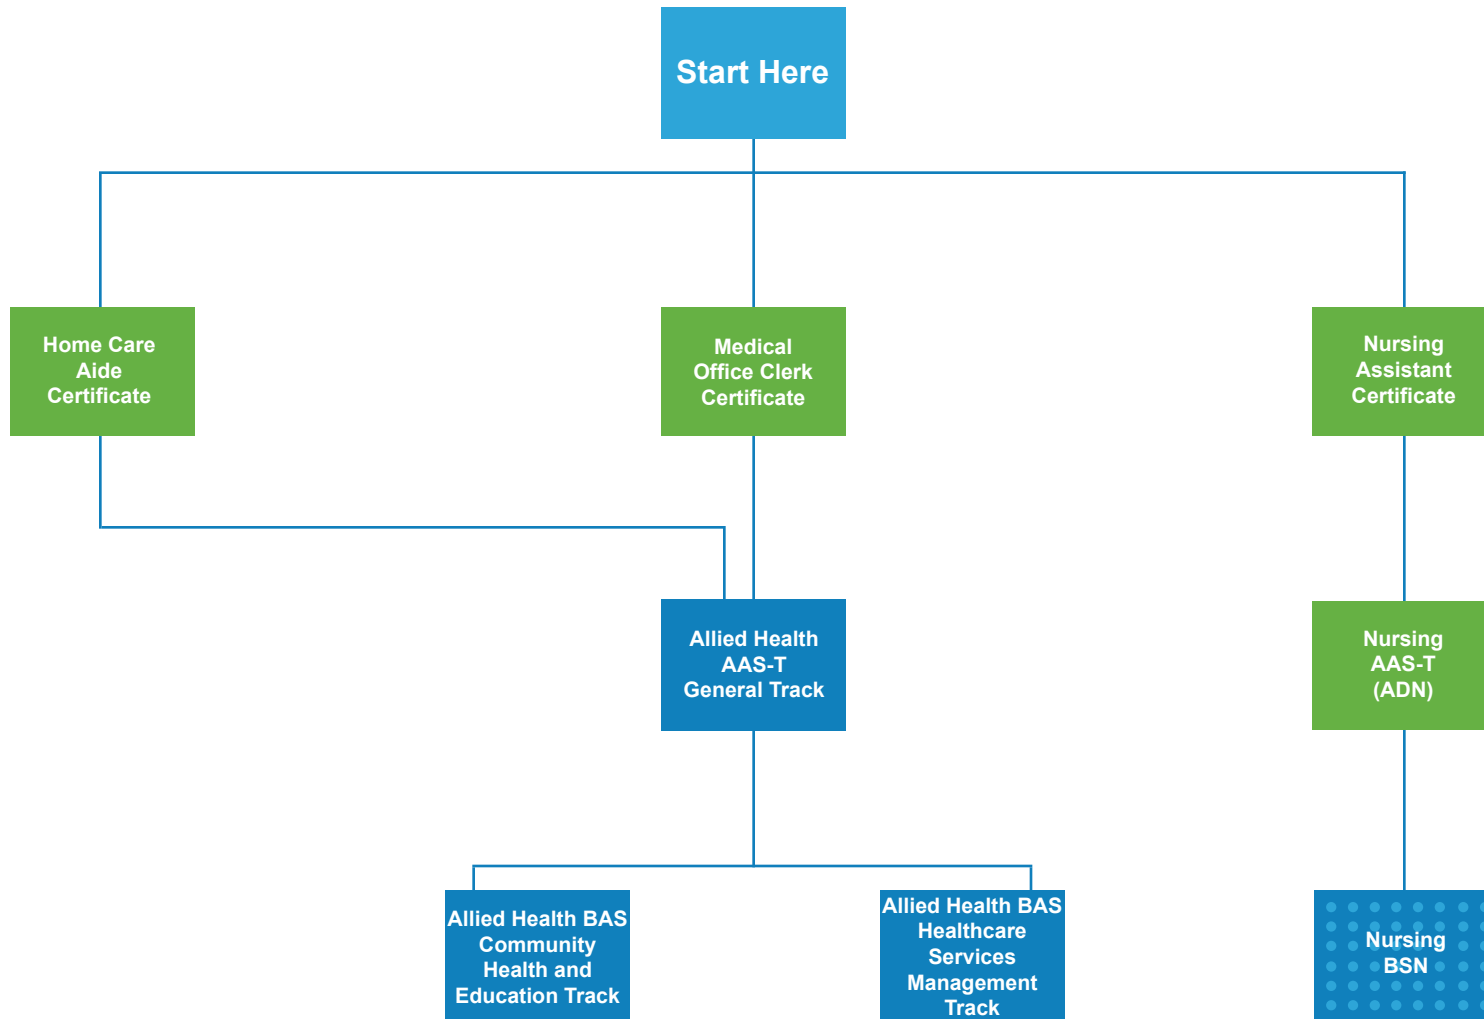 Start Here
Home Care
Aide
Certificate
Medical
Office Clerk
Certificate
Nursing
Assistant
Certificate
Allied Health
AAS-T
General Track
Nursing
AAS-T
(ADN)
Allied Health BAS
Community
Health and
Education Track
Allied Health BAS
Healthcare
Services
Management
Track
Nursing
BSN